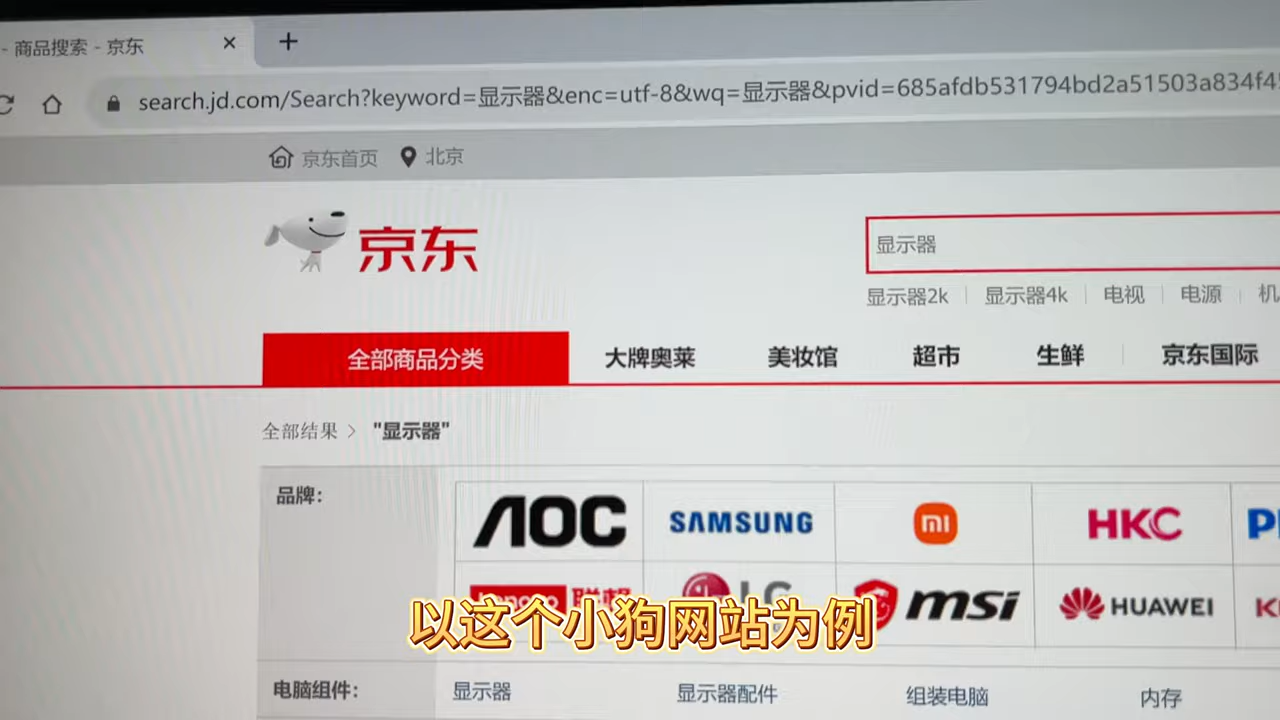 - 商品搜索 - 京东
search.jd.com/Search?keyword=显示器&enc=utf-8&wq=显示器&pvid=685afdb531794bd2a51503a834f4
京东首页 北京
京东
显示器
显示器2k 显示器4k 电视 电源 机
全部商品分类 大牌奥莱 美妆馆 超市 生鲜 京东国际
全部结果 > "显示器"
品牌:
AOC SAMSUNG mi HKC
Lenovo 联想 LG msi HUAWEI
以这个小狗网站为例
电脑组件: 显示器 显示器配件 组装电脑 内存